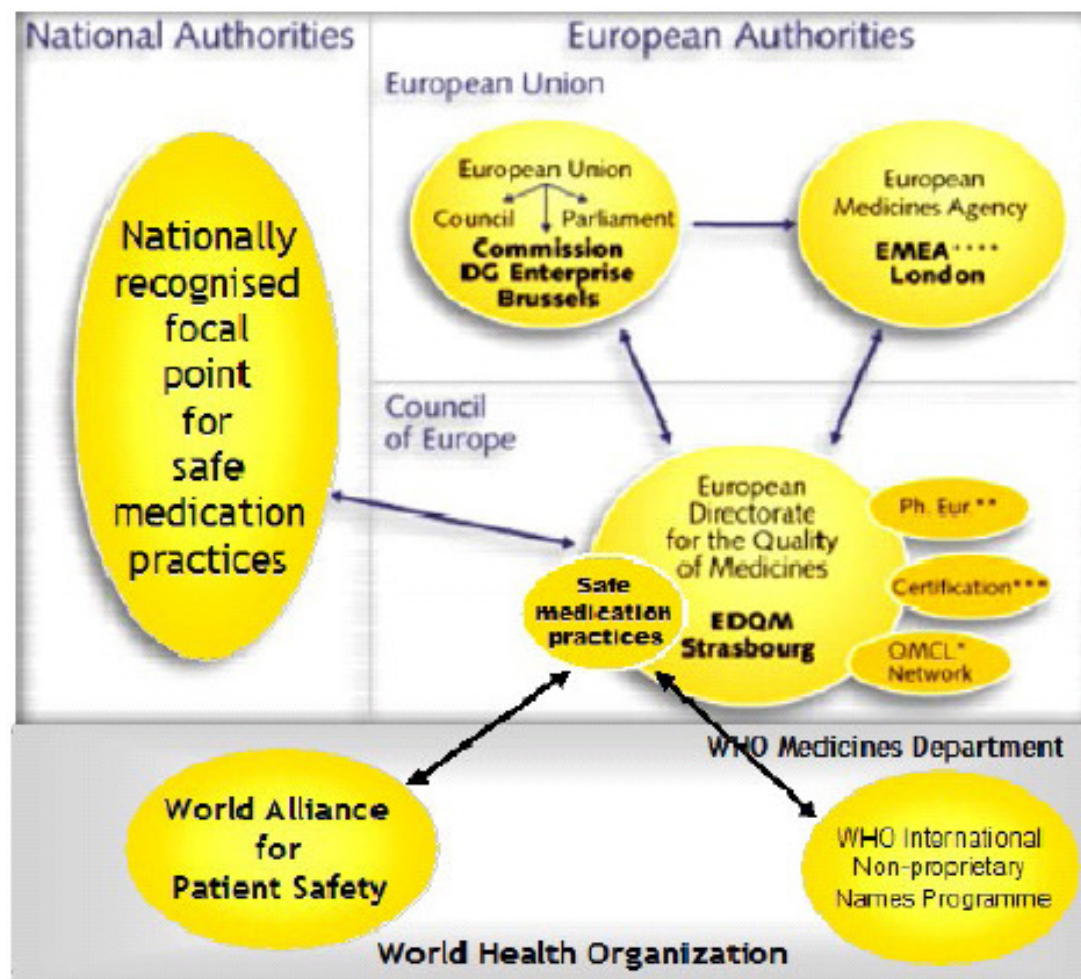 National Authorities
European Authorities
European Union
Nationally
recognised
focal
point
for
safe
medication
practices
European Union
Council Parliament
Commission
DG Enterprise
Brussels
European
Medicines Agency
EMEA****
London
Council
of Europe
European
Directorate
for the Quality
of Medicines
EDQM
Strasbourg
Ph. Eur.**
Certification***
OMCL*
Network
Safe
medication
practices
WHO Medicines Department
World Alliance
for
Patient Safety
WHO International
Non-proprietary
Names Programme
World Health Organization